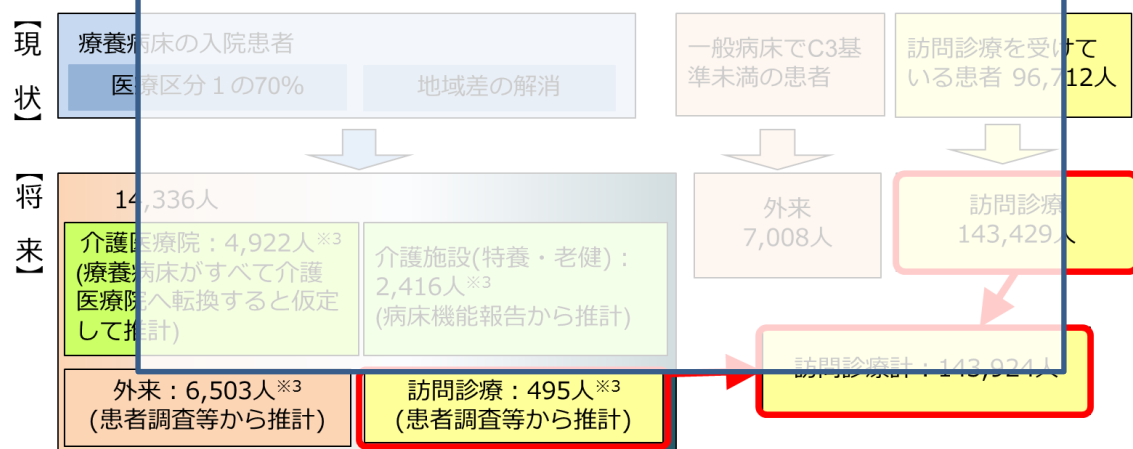 【現状】
療養病床の入院患者
医療区分1の70%
地域差の解消
一般病床でC3基
準未満の患者
訪問診療を受けて
いる患者 96,712人
【将来】
14,336人
介護医療院：4,922人※3
(療養病床がすべて介護
医療院へ転換すると仮定
して推計)
介護施設(特養・老健)：
2,416人※3
(病床機能報告から推計)
外来
7,008人
訪問診療
143,429人
外来：6,503人※3
(患者調査等から推計)
訪問診療：495人※3
(患者調査等から推計)
訪問診療計：143,924人